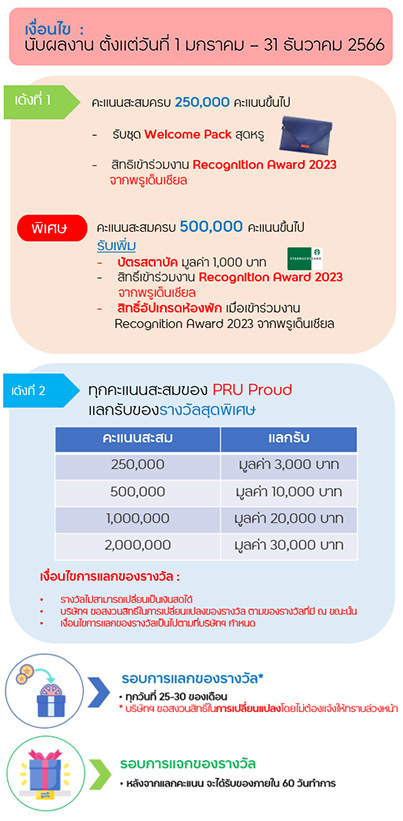 เงื่อนไข :
นับผลงาน ตั้งแต่วันที่ 1 มกราคม – 31 ธันวาคม 2566
เด้งที่ 1
คะแนนสะสมครบ 250,000 คะแนนขึ้นไป
- รับชุด Welcome Pack สุดหรู
- สิทธิเข้าร่วมงาน Recognition Award 2023
จากพรูเด็นเชียล
พิเศษ
คะแนนสะสมครบ 500,000 คะแนนขึ้นไป
รับเพิ่ม
- บัตรสตาบัค มูลค่า 1,000 บาท
- สิทธิ์เข้าร่วมงาน Recognition Award 2023
จากพรูเด็นเชียล
- สิทธิ์อัปเกรดห้องพัก เมื่อเข้าร่วมงาน
Recognition Award 2023 จากพรูเด็นเชียล
เด้งที่ 2
ทุกคะแนนสะสมของ PRU Proud
แลกรับของรางวัลสุดพิเศษ
คะแนนสะสม แลกรับ
250,000 มูลค่า 3,000 บาท
500,000 มูลค่า 10,000 บาท
1,000,000 มูลค่า 20,000 บาท
2,000,000 มูลค่า 30,000 บาท
เงื่อนไขการแลกของรางวัล :
• รางวัลไม่สามารถเปลี่ยนเป็นเงินสดได้
• บริษัทฯ ขอสงวนสิทธิ์ในการเปลี่ยนแปลงของรางวัล ตามของรางวัลที่มี ณ ขณะนั้น
• เงื่อนไขการแลกของรางวัลเป็นไปตามที่บริษัทฯ กำหนด
รอบการแลกของรางวัล*
• ทุกวันที่ 25-30 ของเดือน
* บริษัทฯ ขอสงวนสิทธิ์ในการเปลี่ยนแปลงโดยไม่ต้องแจ้งให้ทราบล่วงหน้า
รอบการแจกของรางวัล
• หลังจากแลกคะแนน จะได้รับของภายใน 60 วันทำการ